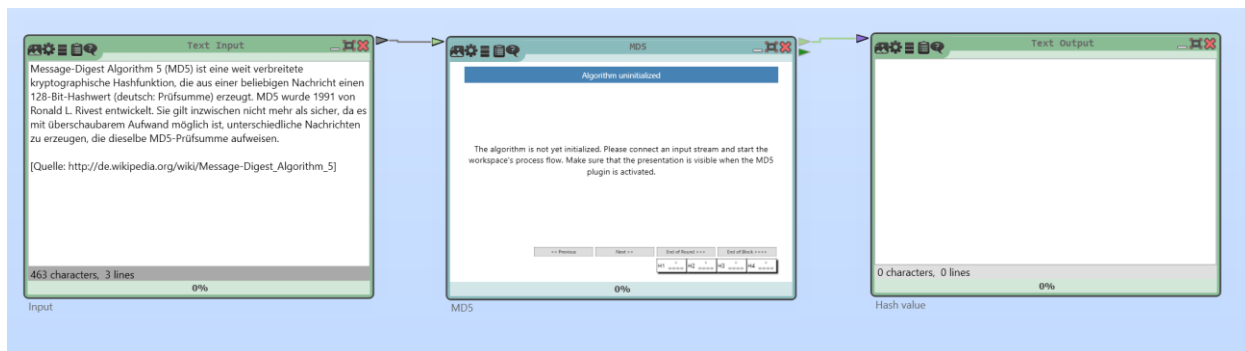 Text Input
Message-Digest Algorithm 5 (MD5) ist eine weit verbreitete
kryptographische Hashfunktion, die aus einer beliebigen Nachricht einen
128-Bit-Hashwert (deutsch: Prüfsumme) erzeugt. MD5 wurde 1991 von
Ronald L. Rivest entwickelt. Sie gilt inzwischen nicht mehr als sicher, da es
mit überschaubarem Aufwand möglich ist, unterschiedliche Nachrichten
zu erzeugen, die dieselbe MD5-Prüfsumme aufweisen.
[Quelle: http://de.wikipedia.org/wiki/Message-Digest_Algorithm_5]
463 characters, 3 lines
0%
Input
MD5
Algorithm uninitialized
The algorithm is not yet initialized. Please connect an input stream and start the
workspace's process flow. Make sure that the presentation is visible when the MD5
plugin is activated.
<< Previous Next >> End of Round >>> End of Block >>>>
H1 H2 H3 H4
0%
MD5
Text Output
0 characters, 0 lines
0%
Hash value